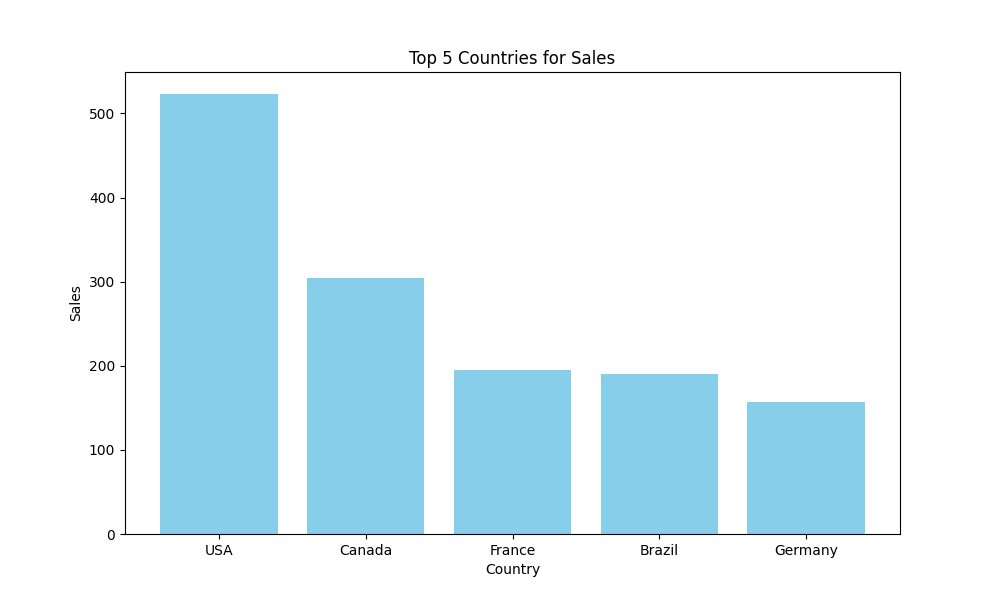 Top 5 Countries for Sales
500
400
300
200
100
0
Sales
USA
Canada
France
Brazil
Germany
Country